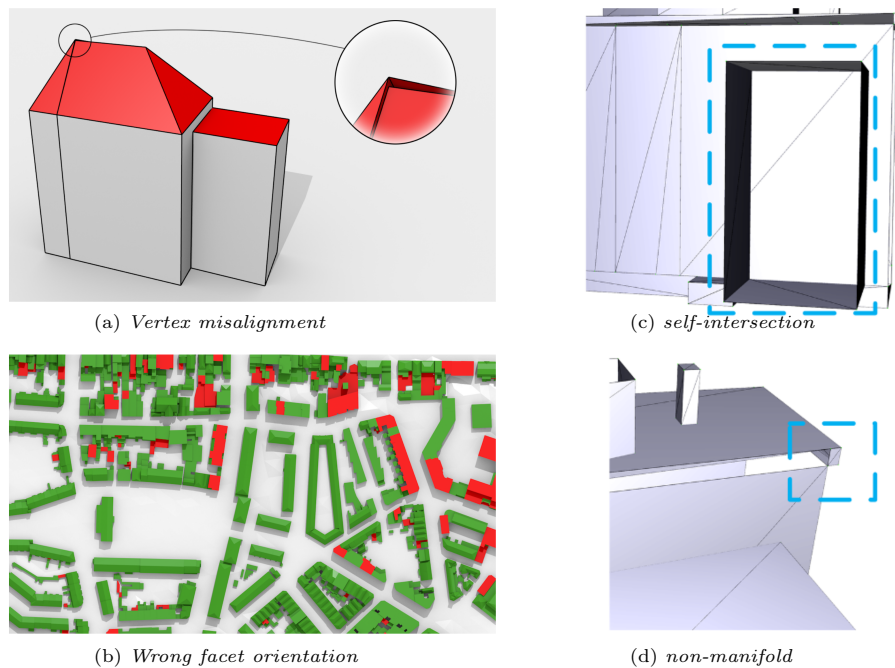 (a) Vertex misalignment
(c) self-intersection
(b) Wrong facet orientation
(d) non-manifold